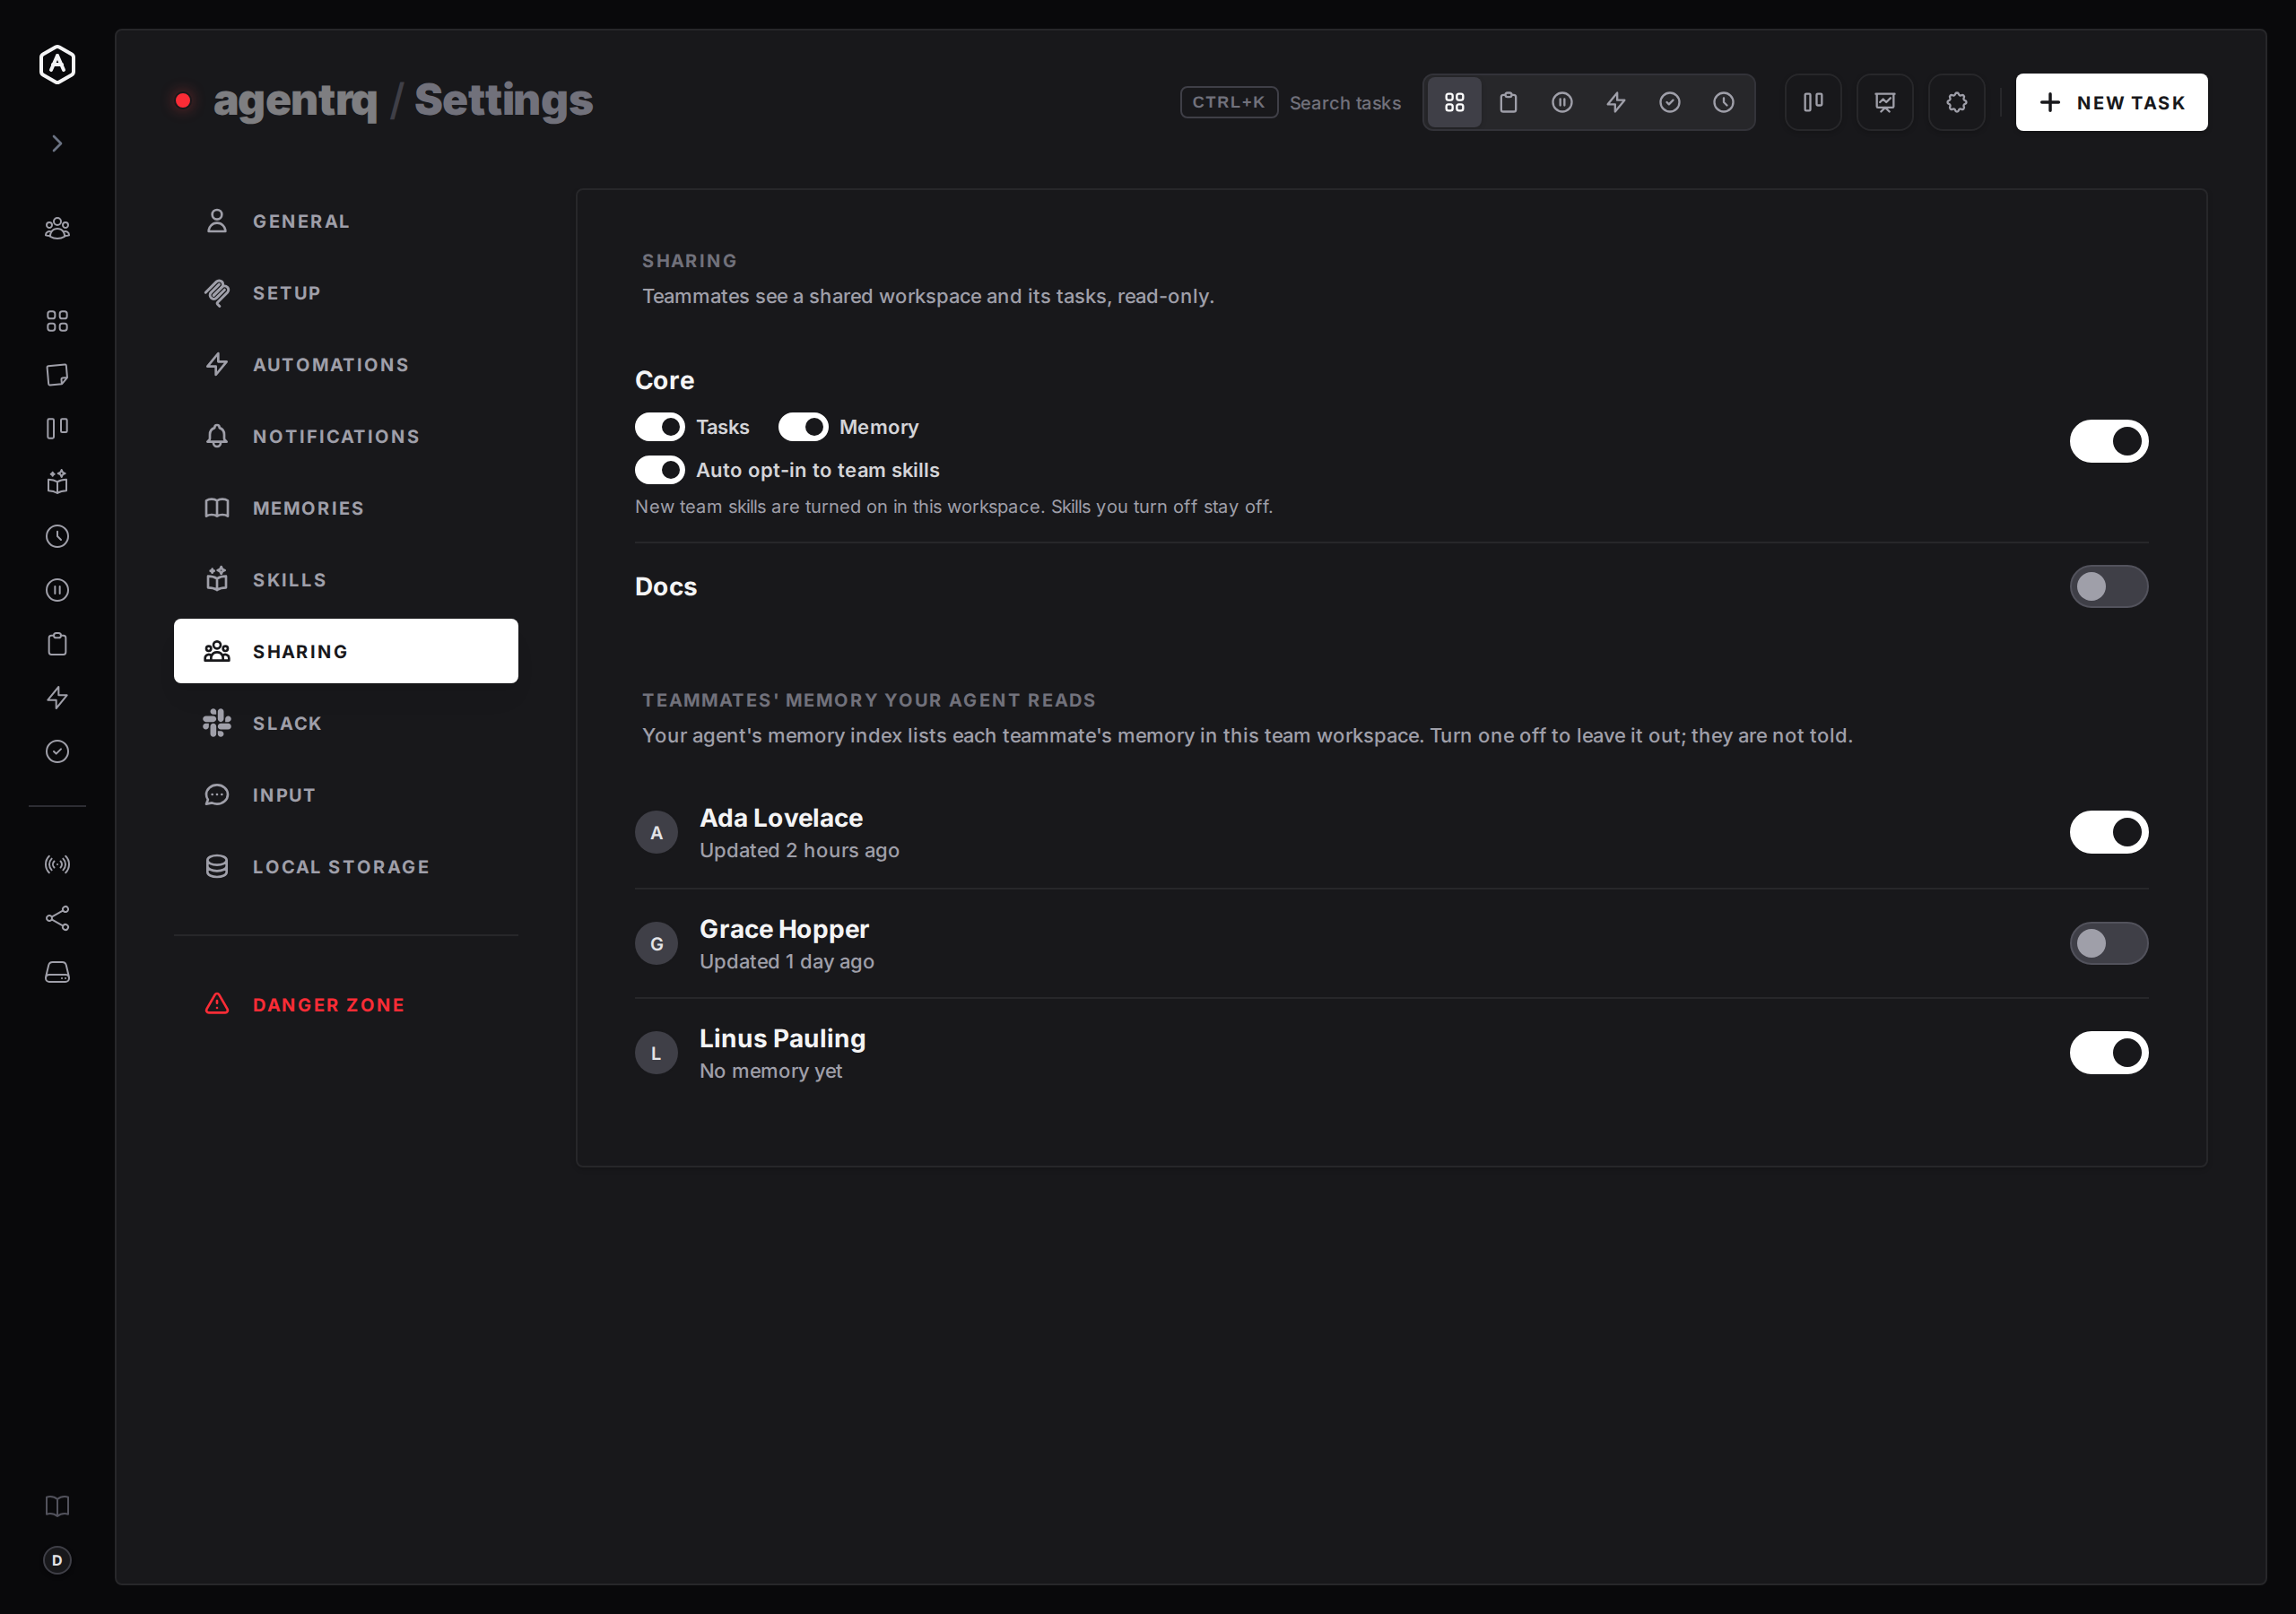 agentrq / Settings
CTRL+K Search tasks
NEW TASK
GENERAL
SETUP
AUTOMATIONS
NOTIFICATIONS
MEMORIES
SKILLS
SHARING
SLACK
INPUT
LOCAL STORAGE
DANGER ZONE
SHARING
Teammates see a shared workspace and its tasks, read-only.
Core
Tasks Memory
Auto opt-in to team skills
New team skills are turned on in this workspace. Skills you turn off stay off.
Docs
TEAMMATES' MEMORY YOUR AGENT READS
Your agent's memory index lists each teammate's memory in this team workspace. Turn one off to leave it out; they are not told.
A
Ada Lovelace
Updated 2 hours ago
G
Grace Hopper
Updated 1 day ago
L
Linus Pauling
No memory yet
D